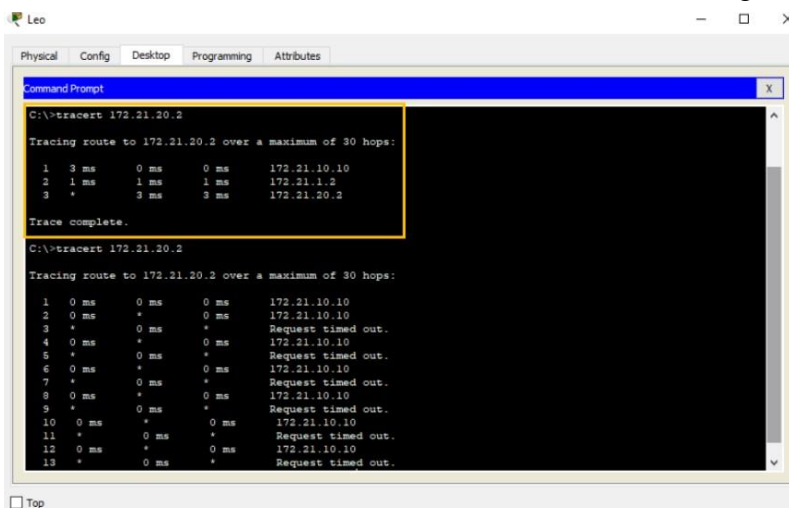 Leo
Physical Config Desktop Programming Attributes
Command Prompt X
C:\>tracert 172.21.20.2
Tracing route to 172.21.20.2 over a maximum of 30 hops:
1 3 ms 0 ms 0 ms 172.21.10.10
2 1 ms 1 ms 1 ms 172.21.1.2
3 * 3 ms 3 ms 172.21.20.2
Trace complete.
C:\>tracert 172.21.20.2
Tracing route to 172.21.20.2 over a maximum of 30 hops:
1 0 ms 0 ms 0 ms 172.21.10.10
2 0 ms * 0 ms 172.21.10.10
3 * 0 ms * Request timed out.
4 0 ms * 0 ms 172.21.10.10
5 * 0 ms * Request timed out.
6 0 ms * 0 ms 172.21.10.10
7 * 0 ms * Request timed out.
8 0 ms * 0 ms 172.21.10.10
9 * 0 ms * Request timed out.
10 0 ms * 0 ms 172.21.10.10
11 * 0 ms * Request timed out.
12 0 ms * 0 ms 172.21.10.10
13 * 0 ms * Request timed out.
Top